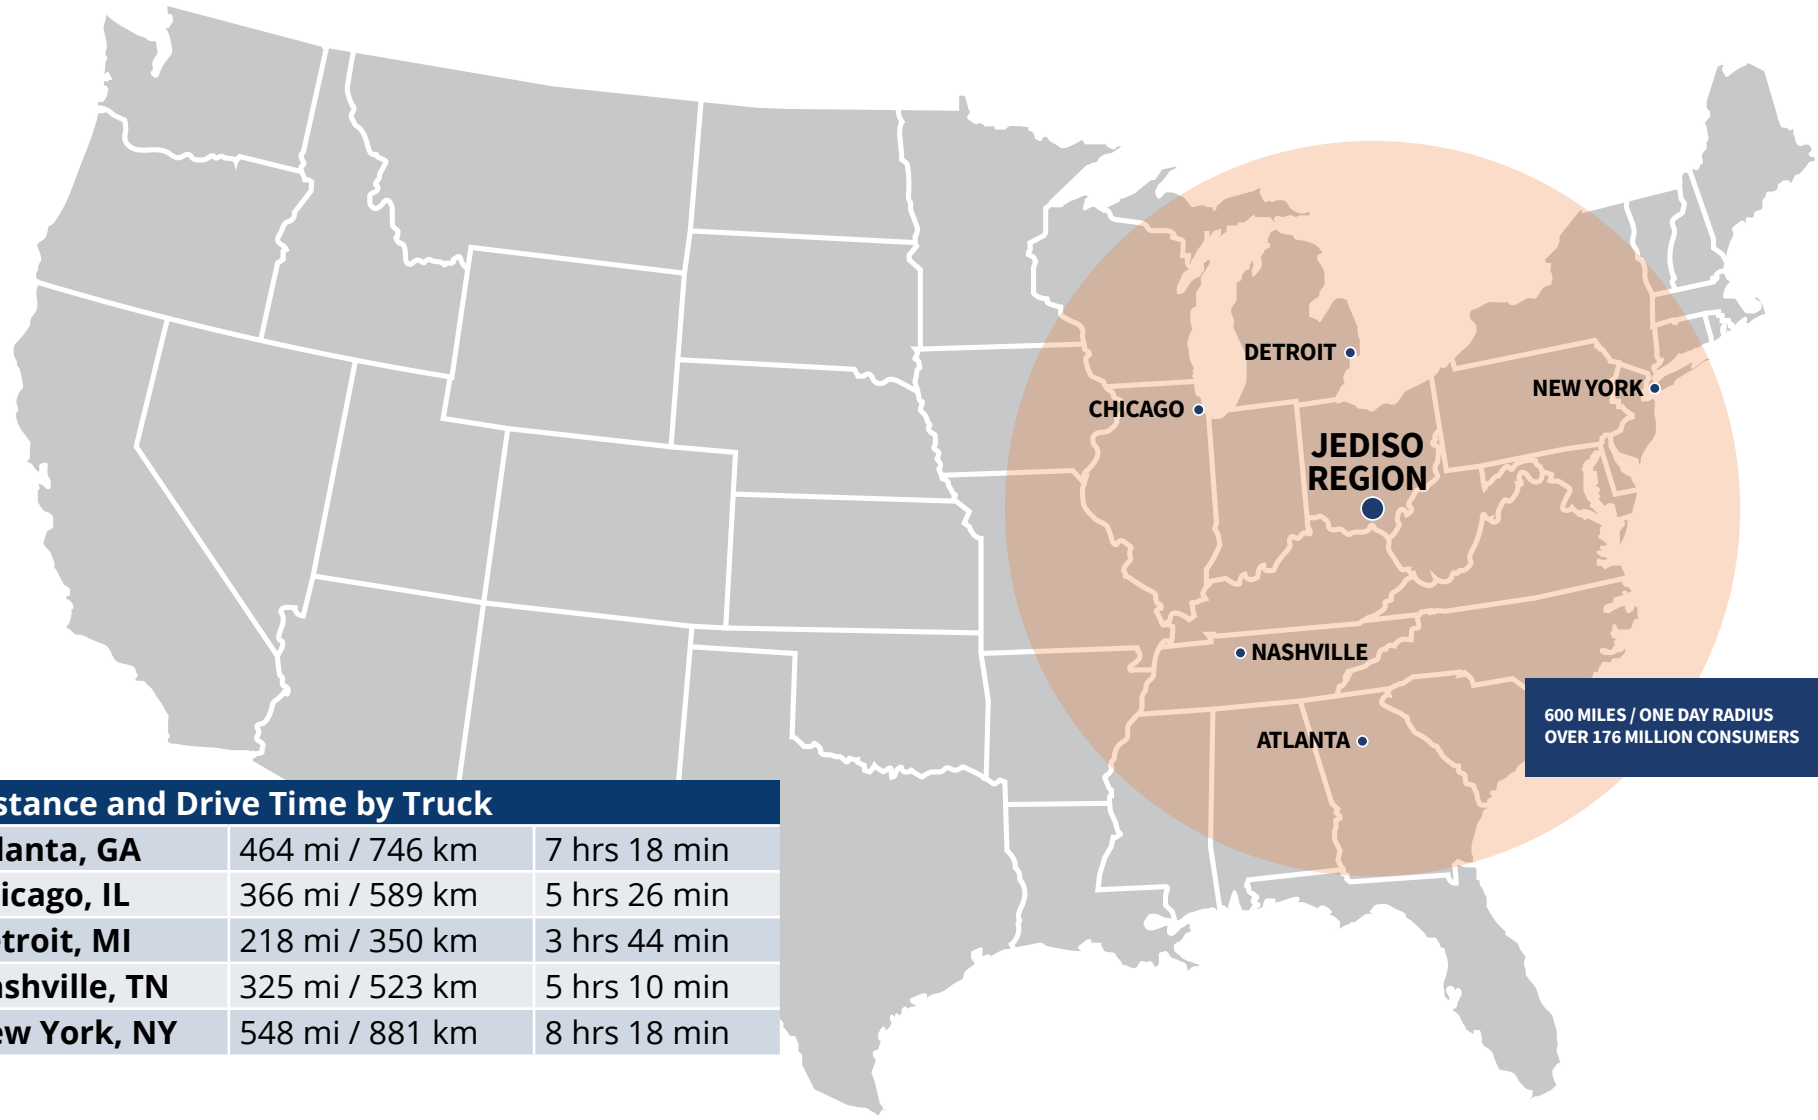 DETROIT
NEW YORK
CHICAGO
JEDISO
REGION
NASHVILLE
ATLANTA
600 MILES / ONE DAY RADIUS
OVER 176 MILLION CONSUMERS
stance and Drive Time by Truck
lanta, GA 464 mi / 746 km 7 hrs 18 min
icago, IL 366 mi / 589 km 5 hrs 26 min
troit, MI 218 mi / 350 km 3 hrs 44 min
ashville, TN 325 mi / 523 km 5 hrs 10 min
ew York, NY 548 mi / 881 km 8 hrs 18 min